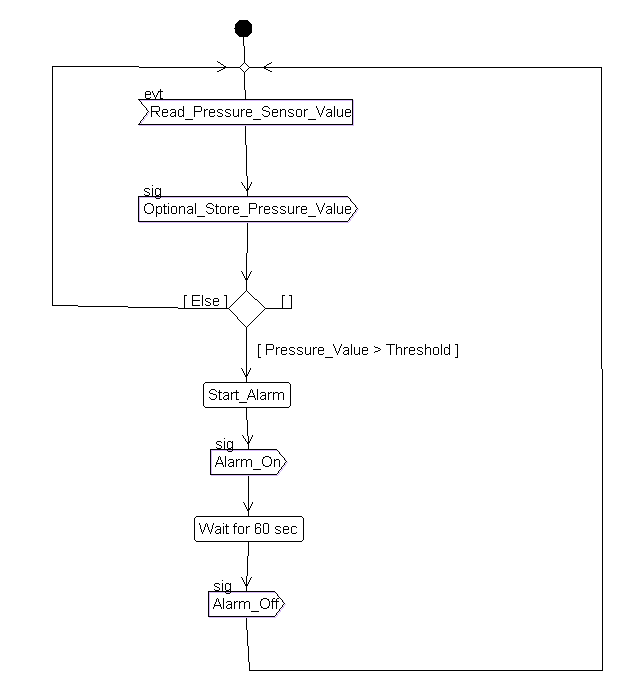 evt
Read_Pressure_Sensor_Value
sig
Optional_Store_Pressure_Value
[ Else ]
[ ]
[ Pressure_Value > Threshold ]
Start_Alarm
sig
Alarm_On
Wait for 60 sec
sig
Alarm_Off